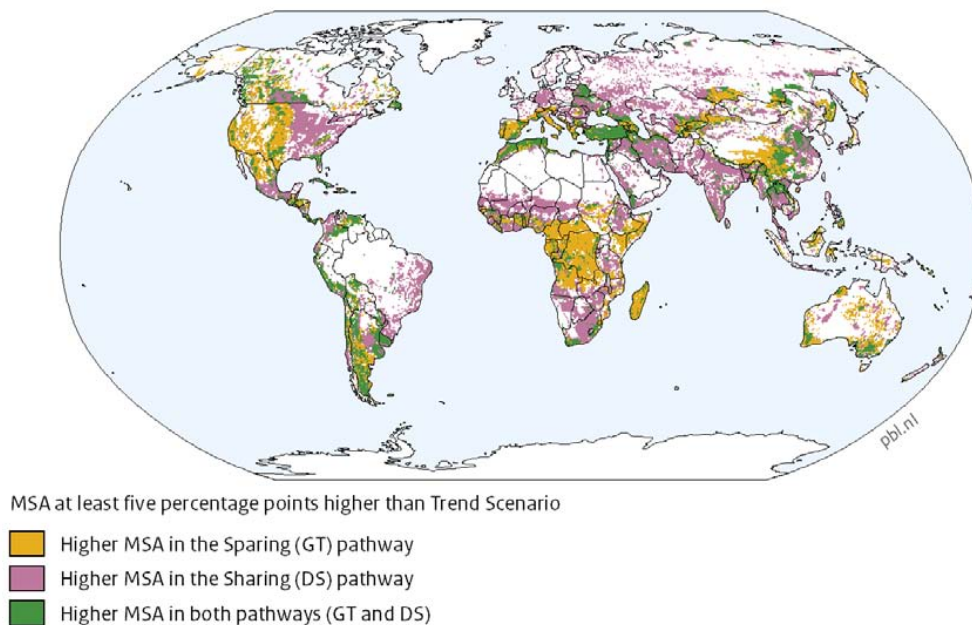 pbl.nl
MSA at least five percentage points higher than Trend Scenario
Higher MSA in the Sparing (GT) pathway
Higher MSA in the Sharing (DS) pathway
Higher MSA in both pathways (GT and DS)